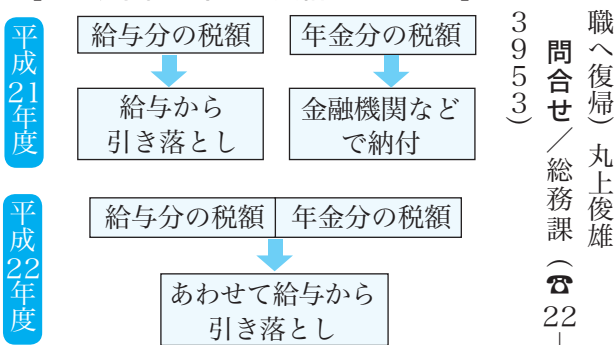 職へ復帰) 丸上俊雄
問合せ／総務課(☎22－
3953)
平成21年度
給与分の税額
年金分の税額
給与から
引き落とし
金融機関など
で納付
平成22年度
給与分の税額
年金分の税額
あわせて給与から
引き落とし